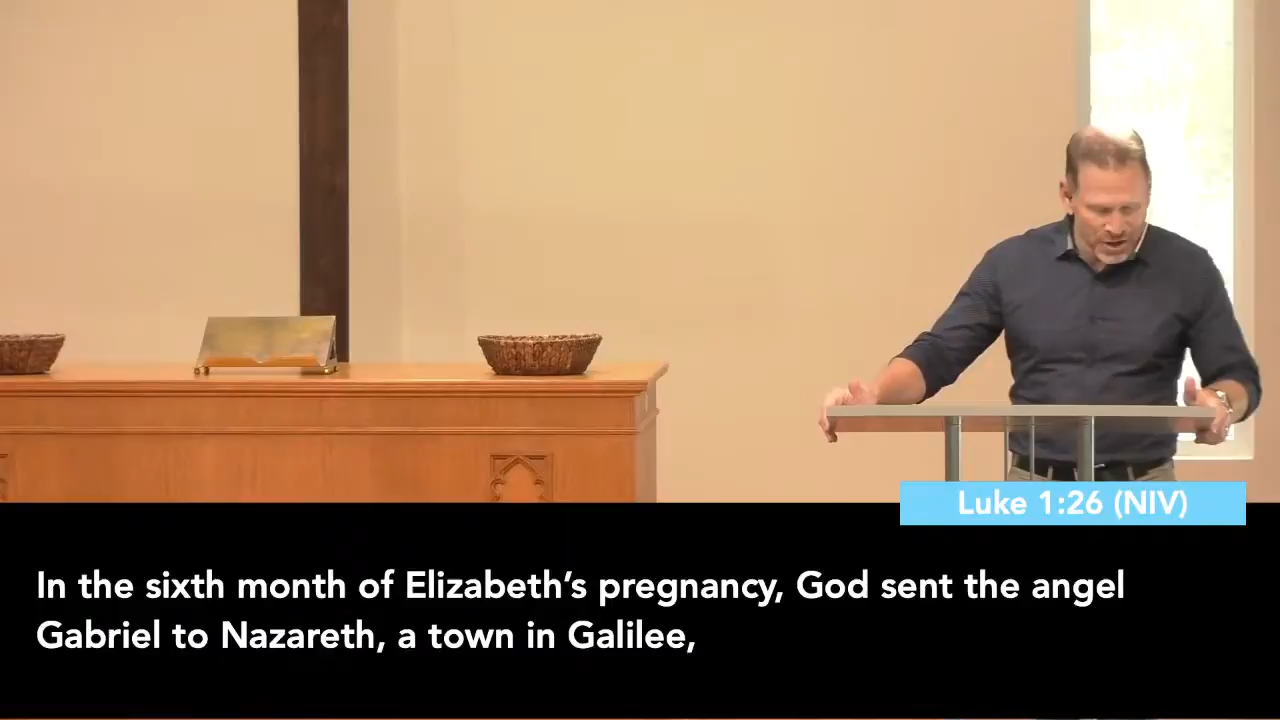 Luke 1:26 (NIV)
In the sixth month of Elizabeth’s pregnancy, God sent the angel
Gabriel to Nazareth, a town in Galilee,